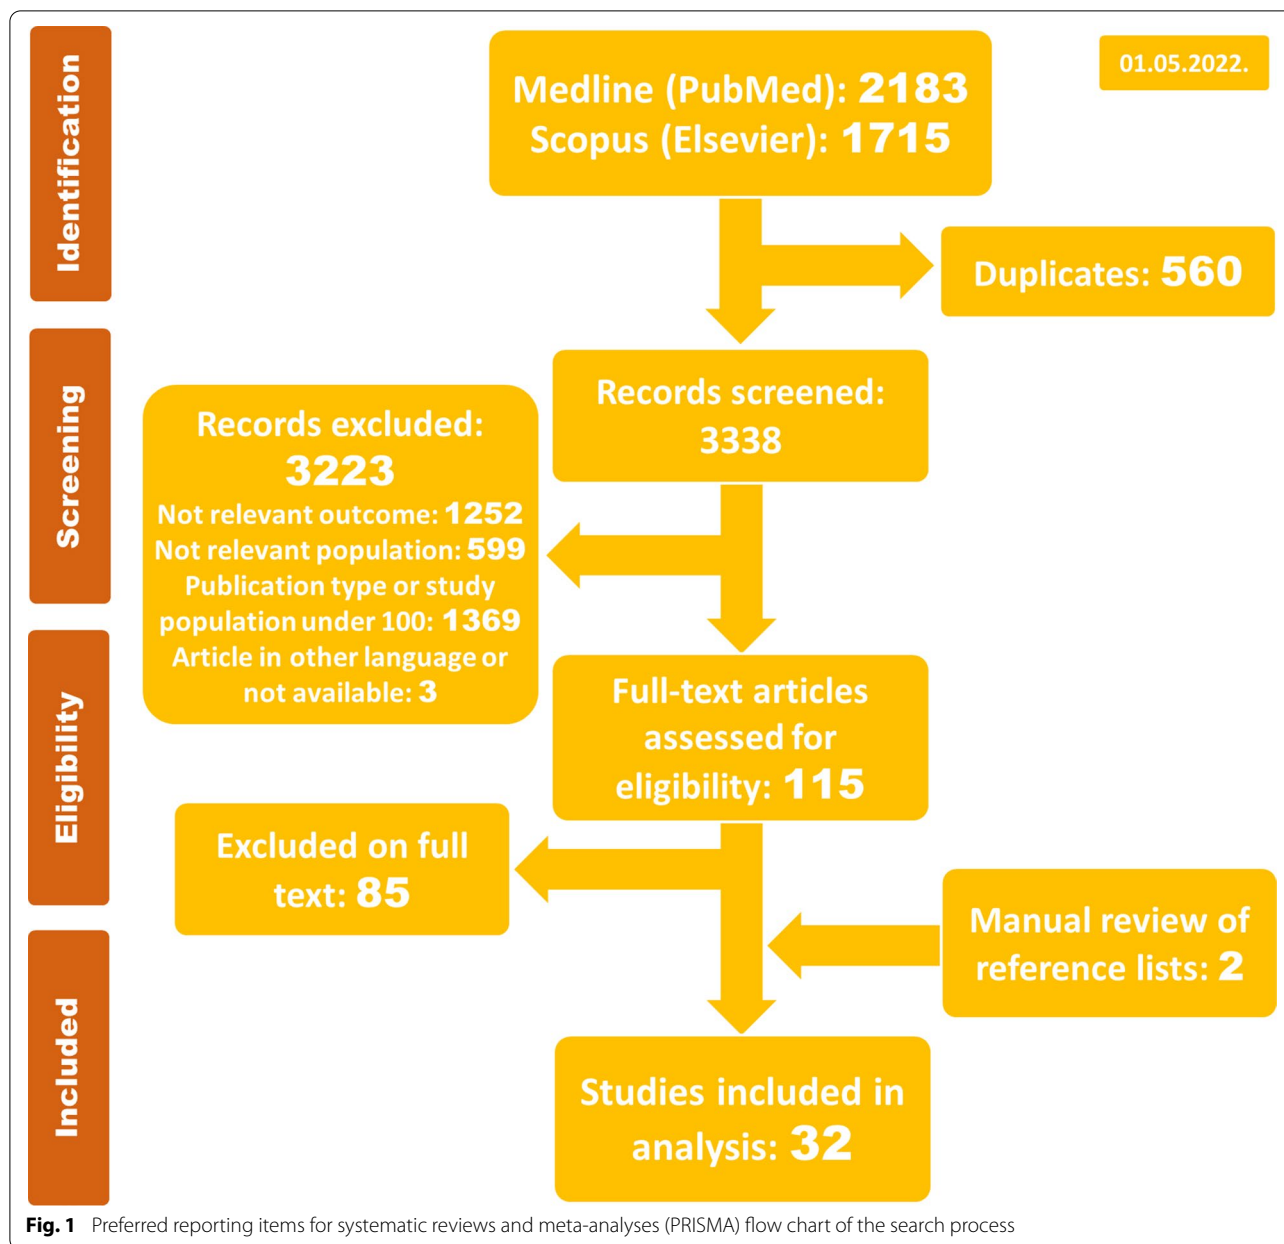 Identification
Medline (PubMed): 2183
Scopus (Elsevier): 1715
01.05.2022.
Duplicates: 560
Screening
Records screened:
3338
Records excluded:
3223
Not relevant outcome: 1252
Not relevant population: 599
Publication type or study
population under 100: 1369
Article in other language or
not available: 3
Eligibility
Full-text articles
assessed for
eligibility: 115
Excluded on full
text: 85
Manual review of
reference lists: 2
Included
Studies included in
analysis: 32
Fig. 1 Preferred reporting items for systematic reviews and meta-analyses (PRISMA) flow chart of the search process